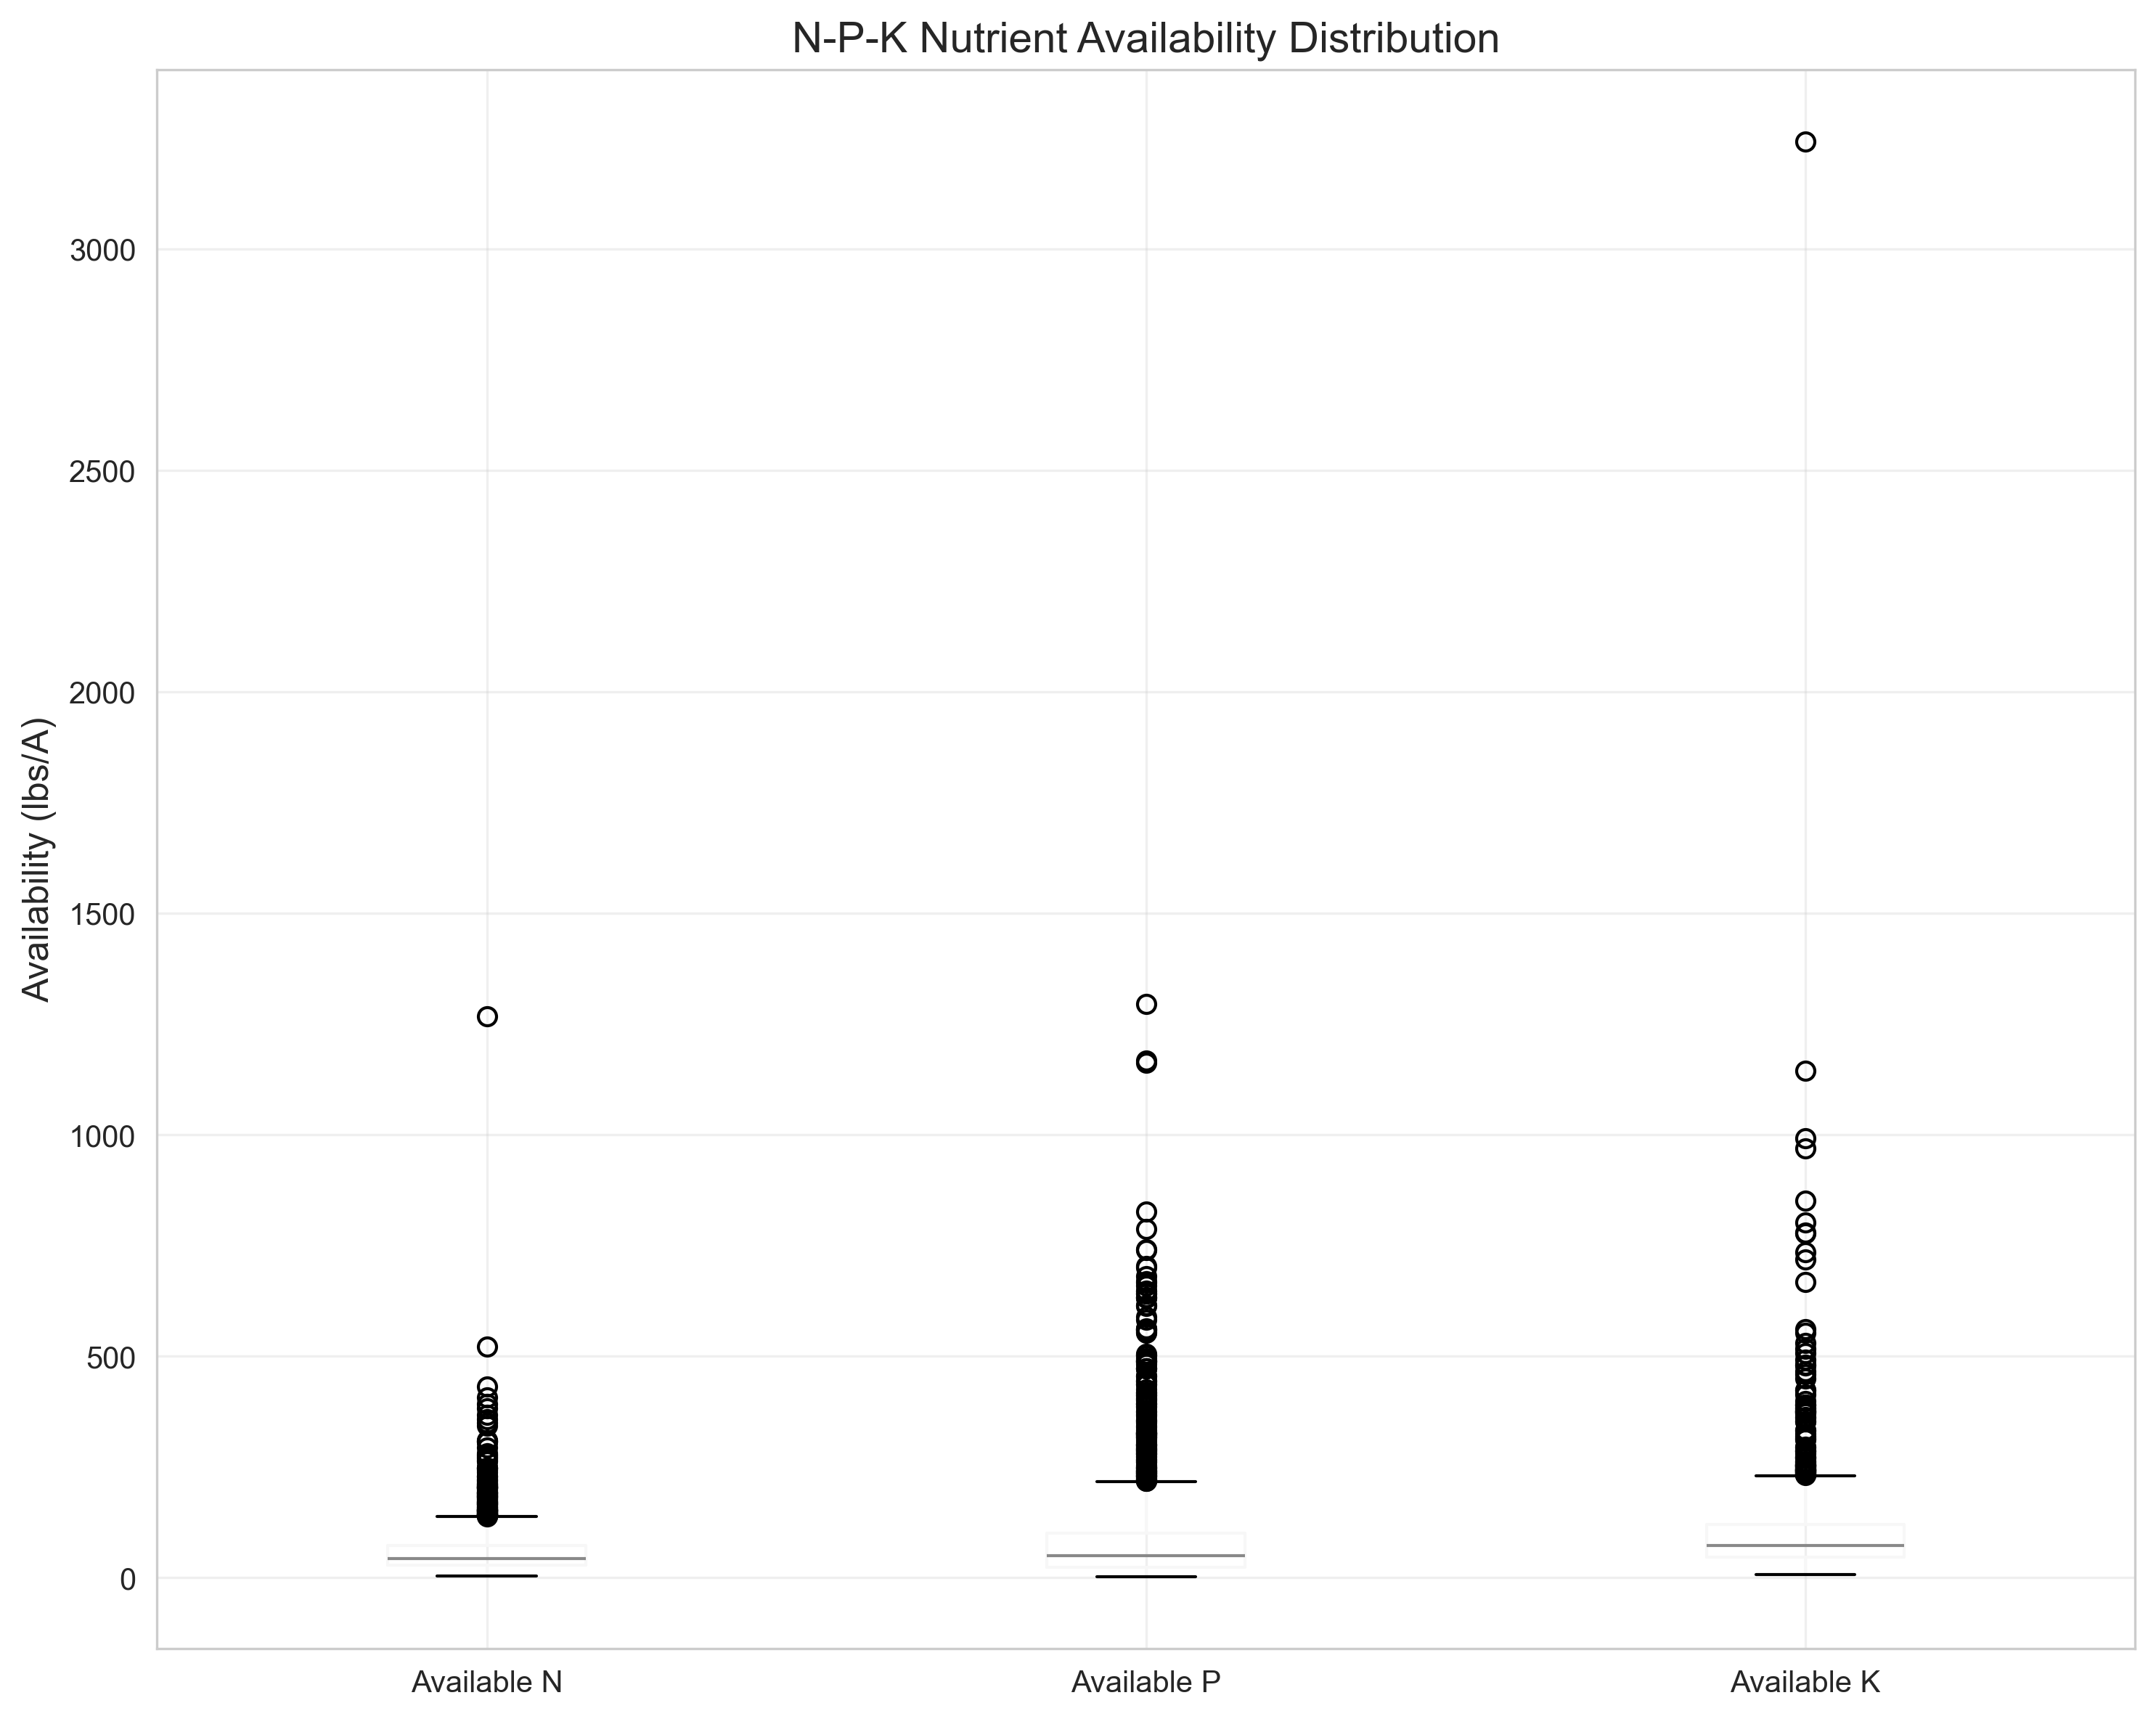 N-P-K Nutrient Availability Distribution
Availability (lbs/A)
3000
2500
2000
1500
1000
500
0
Available N
Available P
Available K